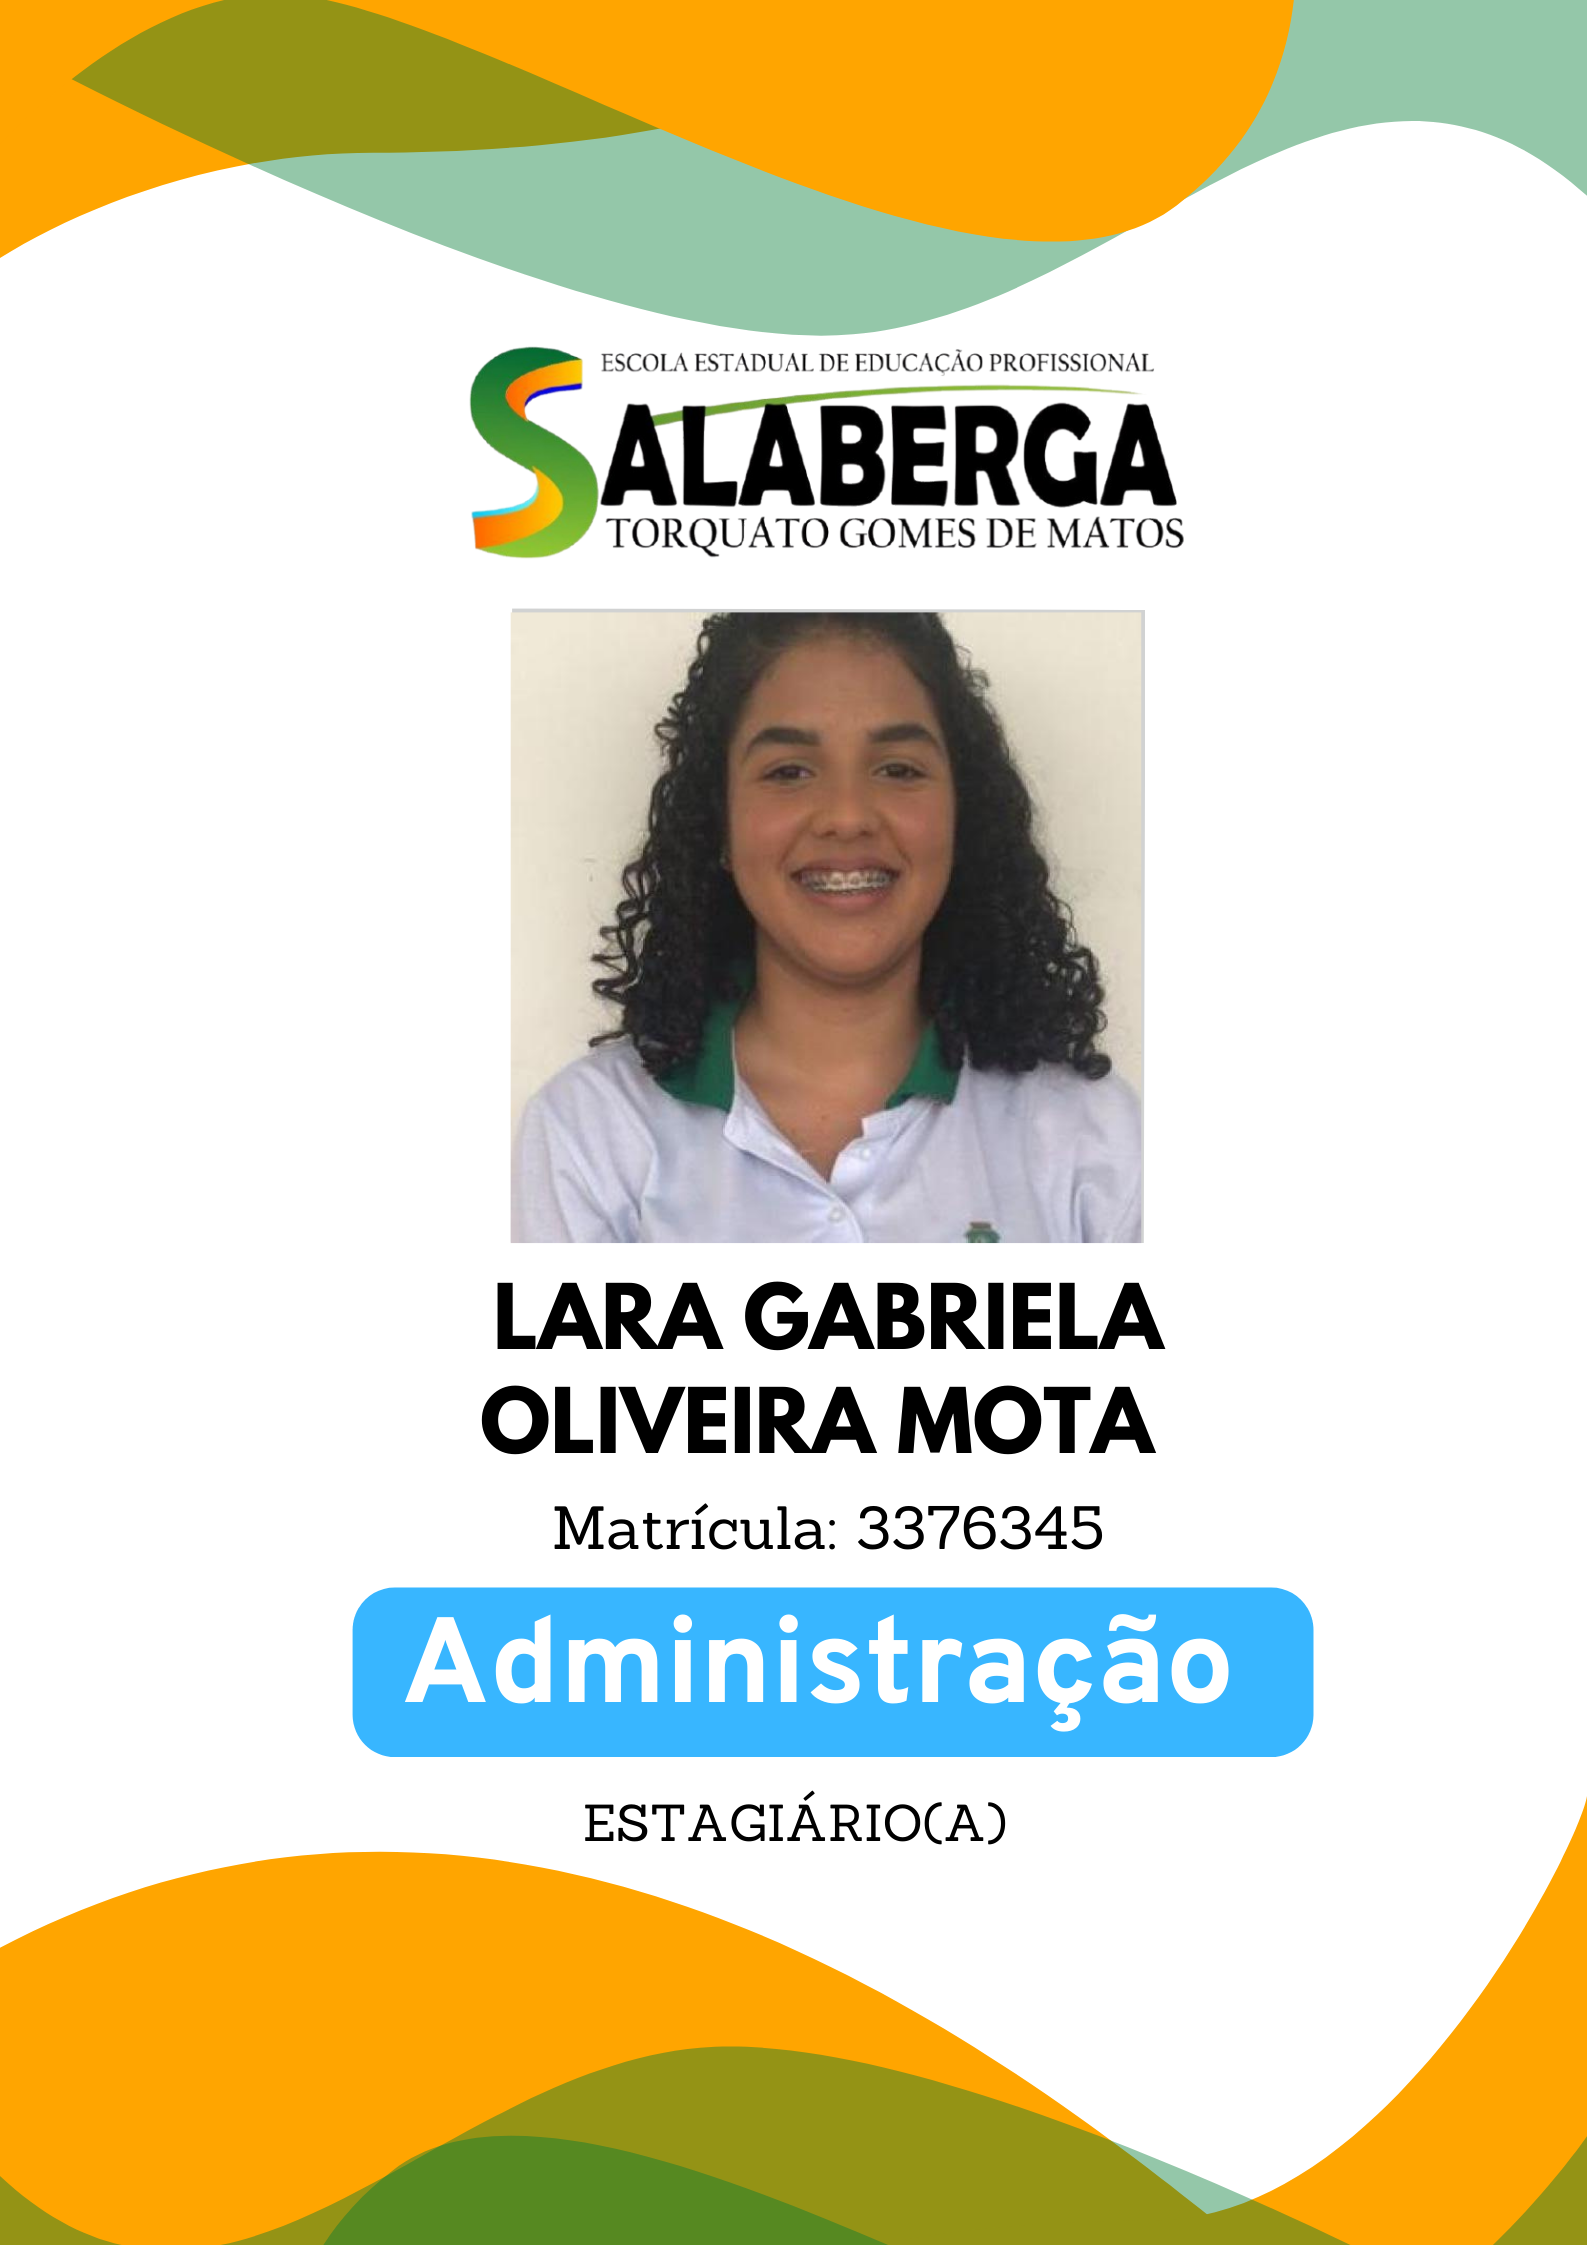 ESCOLA ESTADUAL DE EDUCAÇÃO PROFISSIONAL
SALABERGA
TORQUATO GOMES DE MATOS
LARA GABRIELA
OLIVEIRA MOTA
Matrícula: 3376345
Administração
ESTAGIÁRIO(A)